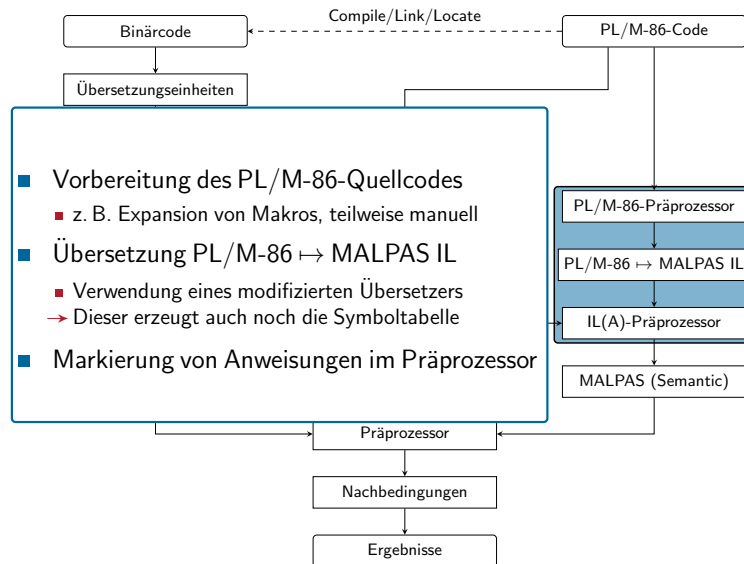 Compile/Link/Locate
Binärcode
PL/M-86-Code
Übersetzungseinheiten
Vorbereitung des PL/M-86-Quellcodes
z. B. Expansion von Makros, teilweise manuell
Übersetzung PL/M-86 ↦ MALPAS IL
Verwendung eines modifizierten Übersetzers
→ Dieser erzeugt auch noch die Symboltabelle
Markierung von Anweisungen im Präprozessor
PL/M-86-Präprozessor
PL/M-86 ↦ MALPAS IL
IL(A)-Präprozessor
MALPAS (Semantic)
Präprozessor
Nachbedingungen
Ergebnisse